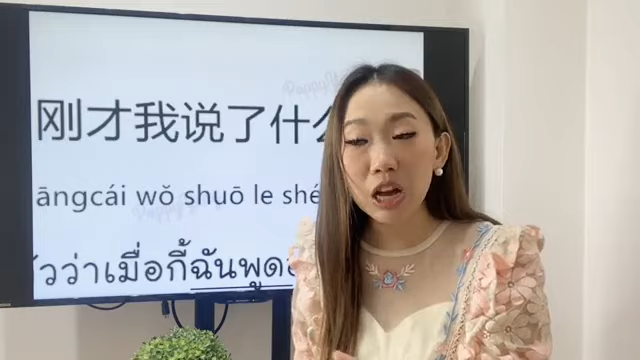 刚才我说了什
āngcái wǒ shuō le shé
ว่าเมื่อกี้ฉันพูด